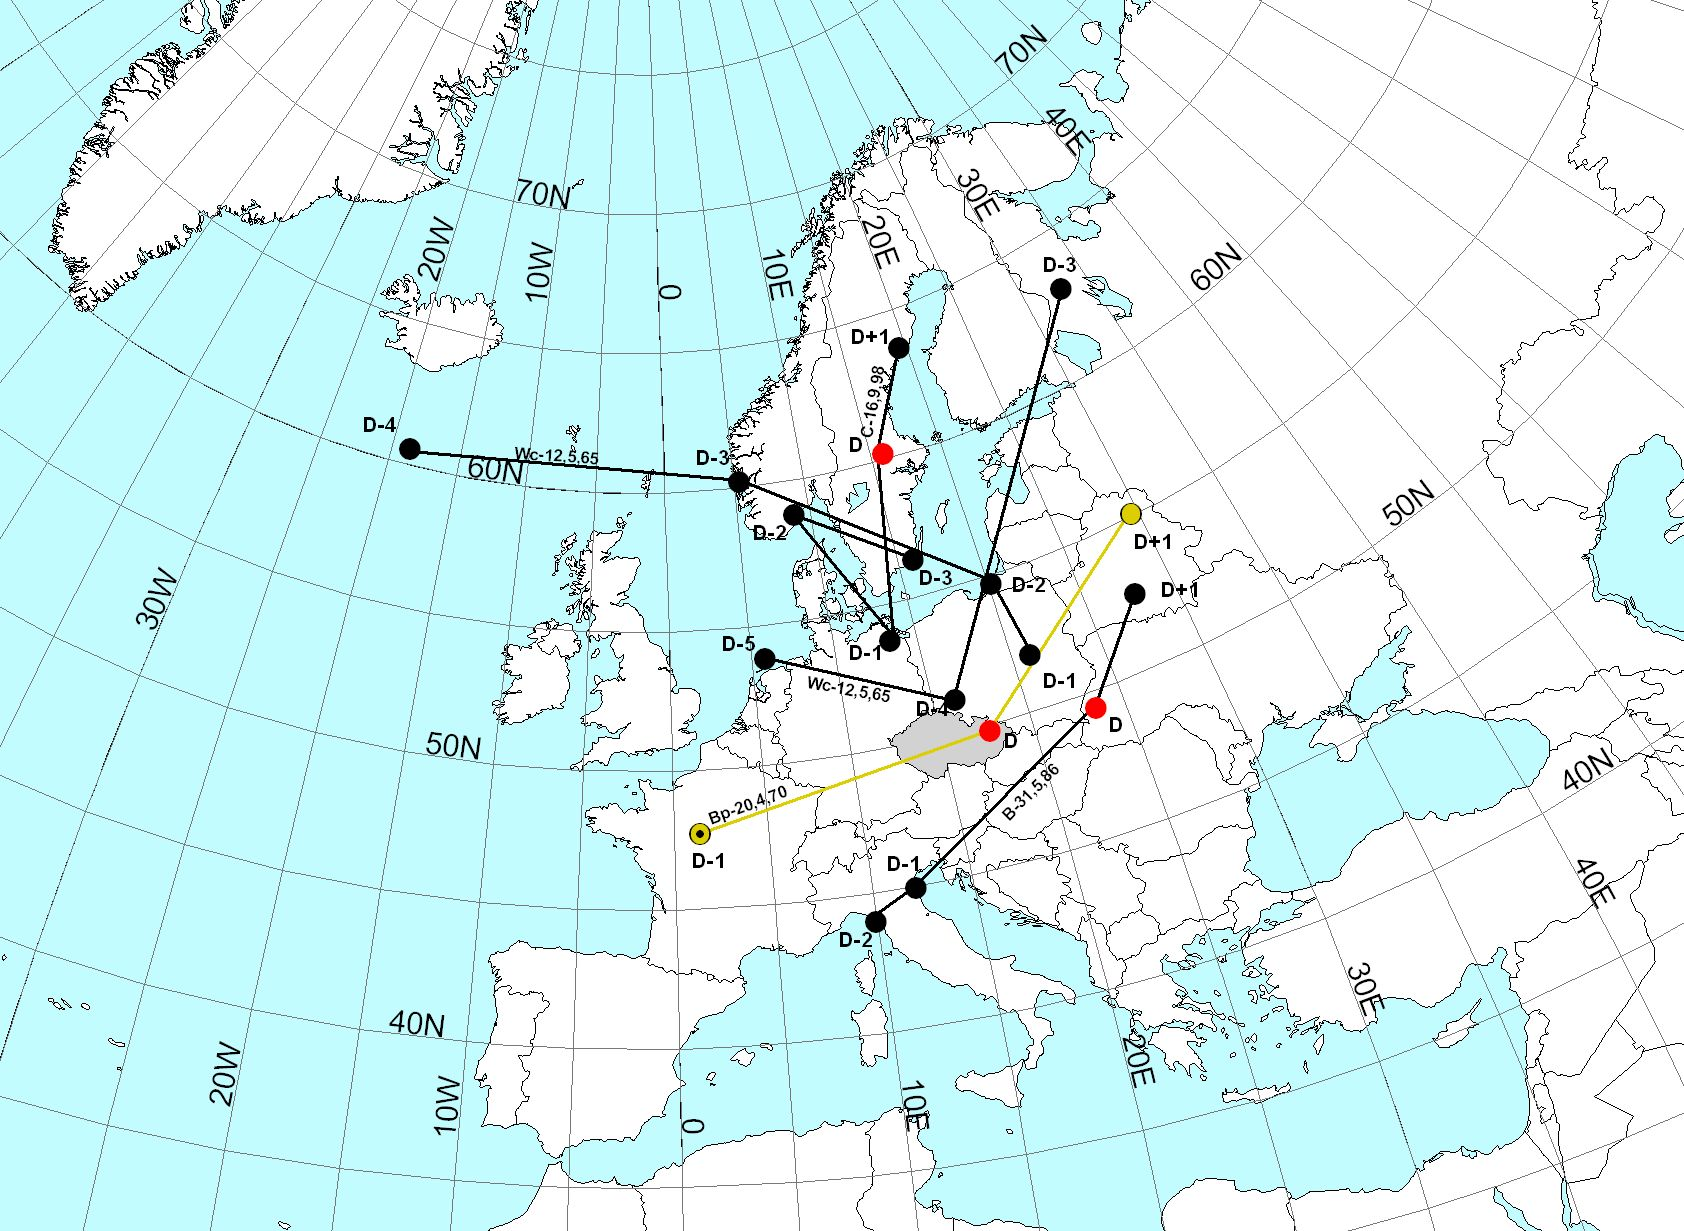 70N
40E
30E
70N
20E
20W
10W
10E
0
60N
D-3
D+1
C-16,9,98
D-4
D
Wc-12,5,65
D-3
60N
50N
D-2
D+1
D-3
D-2
D+1
30W
D-5
D-1
D-1
Wc-12,5,65
D-4
D
D
50N
40N
B-31,5,86
Bp-20,4,70
D-1
D-1
40E
D-2
30E
40N
20E
20W
10W
10E
0